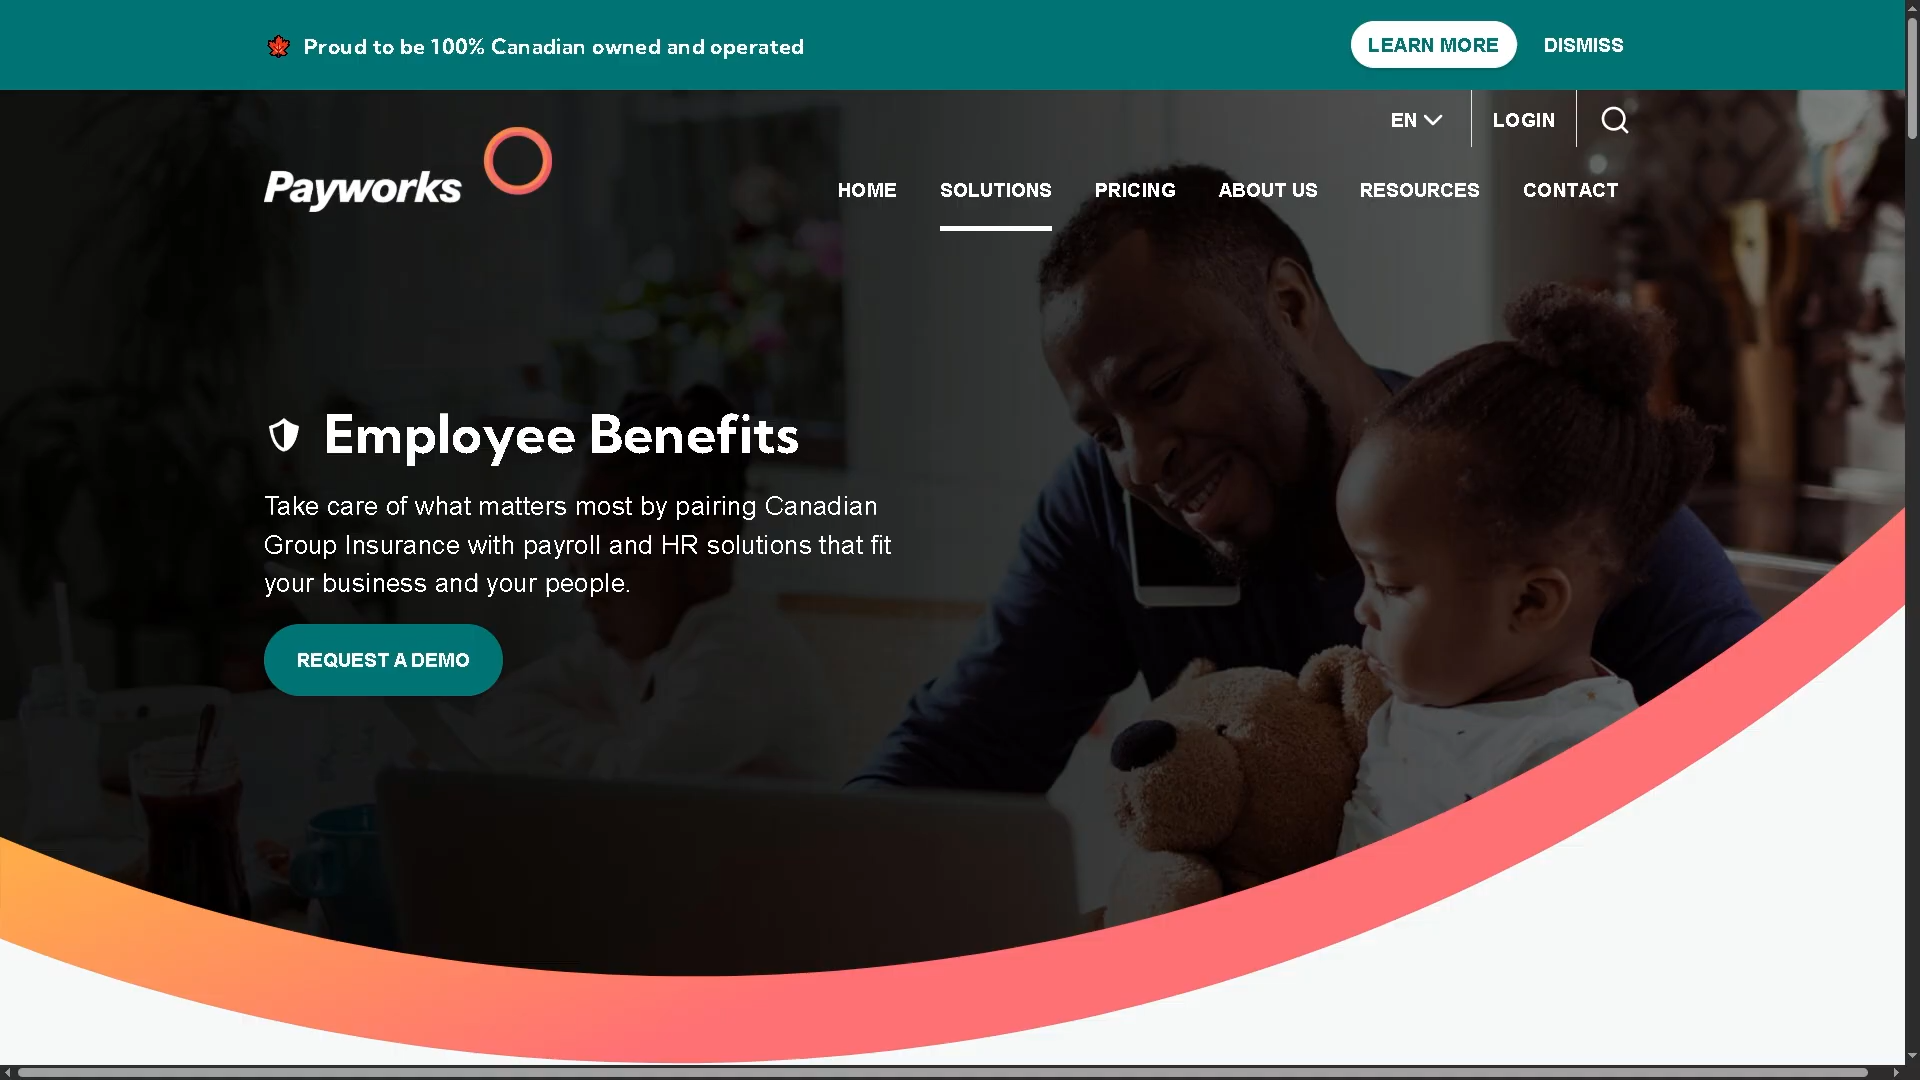 Proud to be 100% Canadian owned and operated
LEARN MORE
DISMISS
EN
LOGIN
Payworks
HOME
SOLUTIONS
PRICING
ABOUT US
RESOURCES
CONTACT
Employee Benefits
Take care of what matters most by pairing Canadian
Group Insurance with payroll and HR solutions that fit
your business and your people.
REQUEST A DEMO